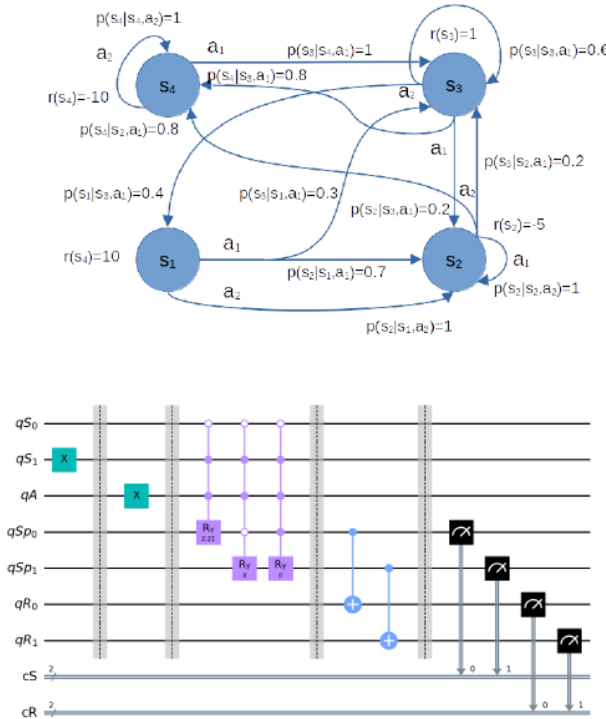 p(s₄|s₄,a₂)=1
r(s₃)=1
a₂
a₁
p(s₃|s₄,a₁)=1
p(s₃|s₃,a₁)=0.6
s₄
p(s₄|s₃,a₁)=0.8
s₃
r(s₄)=-10
a₂
p(s₄|s₂,a₁)=0.8
a₁
p(s₃|s₂,a₁)=0.2
p(s₁|s₃,a₁)=0.4
p(s₃|s₁,a₁)=0.3
a₂
p(s₂|s₃,a₁)=0.2
r(s₂)=-5
r(s₄)=10
s₁
a₁
s₂
a₁
p(s₂|s₁,a₁)=0.7
p(s₂|s₂,a₂)=1
a₂
p(s₂|s₁,a₂)=1
qS₀
qS₁
X
qA
X
qSp₀
R_Y
2.21
qSp₁
R_Y
π
R_Y
0
qR₀
qR₁
cS
2
0
1
cR
2
0
1